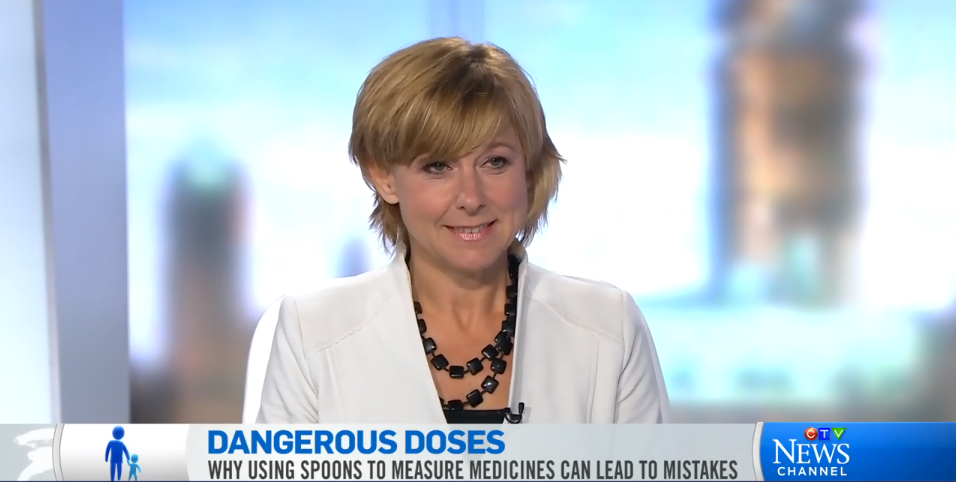 DANGEROUS DOSES
WHY USING SPOONS TO MEASURE MEDICINES CAN LEAD TO MISTAKES
CTV
NEWS
CHANNEL